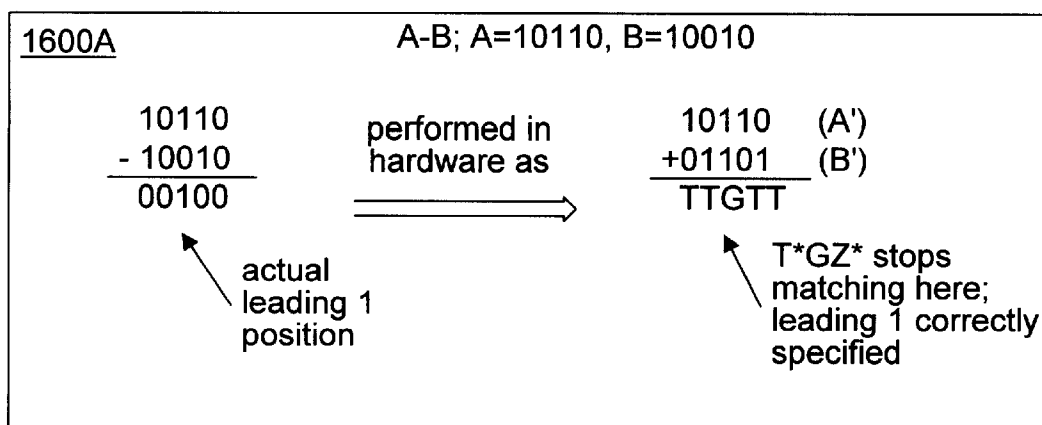 1600A
A-B; A=10110, B=10010
10110
- 10010
00100
performed in
hardware as
10110 (A')
+01101 (B')
TTGTT
actual
leading 1
position
T*GZ* stops
matching here;
leading 1 correctly
specified